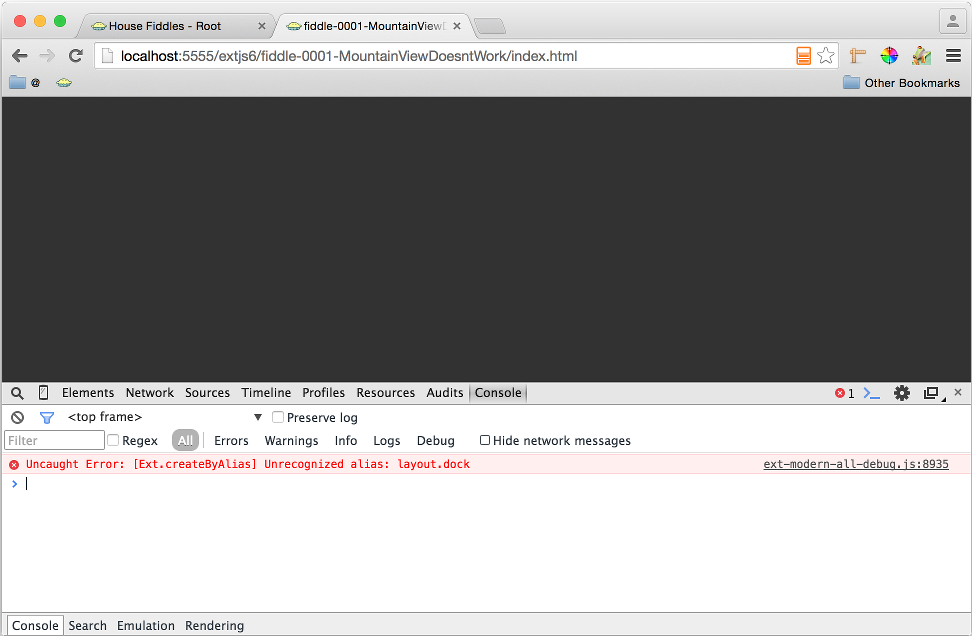 House Fiddles - Root
fiddle-0001-MountainView
localhost:5555/extjs6/fiddle-0001-MountainViewDoesntWork/index.html
@
Other Bookmarks
Elements Network Sources Timeline Profiles Resources Audits Console 1
<top frame> Preserve log
Filter Regex All Errors Warnings Info Logs Debug Hide network messages
Uncaught Error: [Ext.createByAlias] Unrecognized alias: layout.dock ext-modern-all-debug.js:8935
Console Search Emulation Rendering